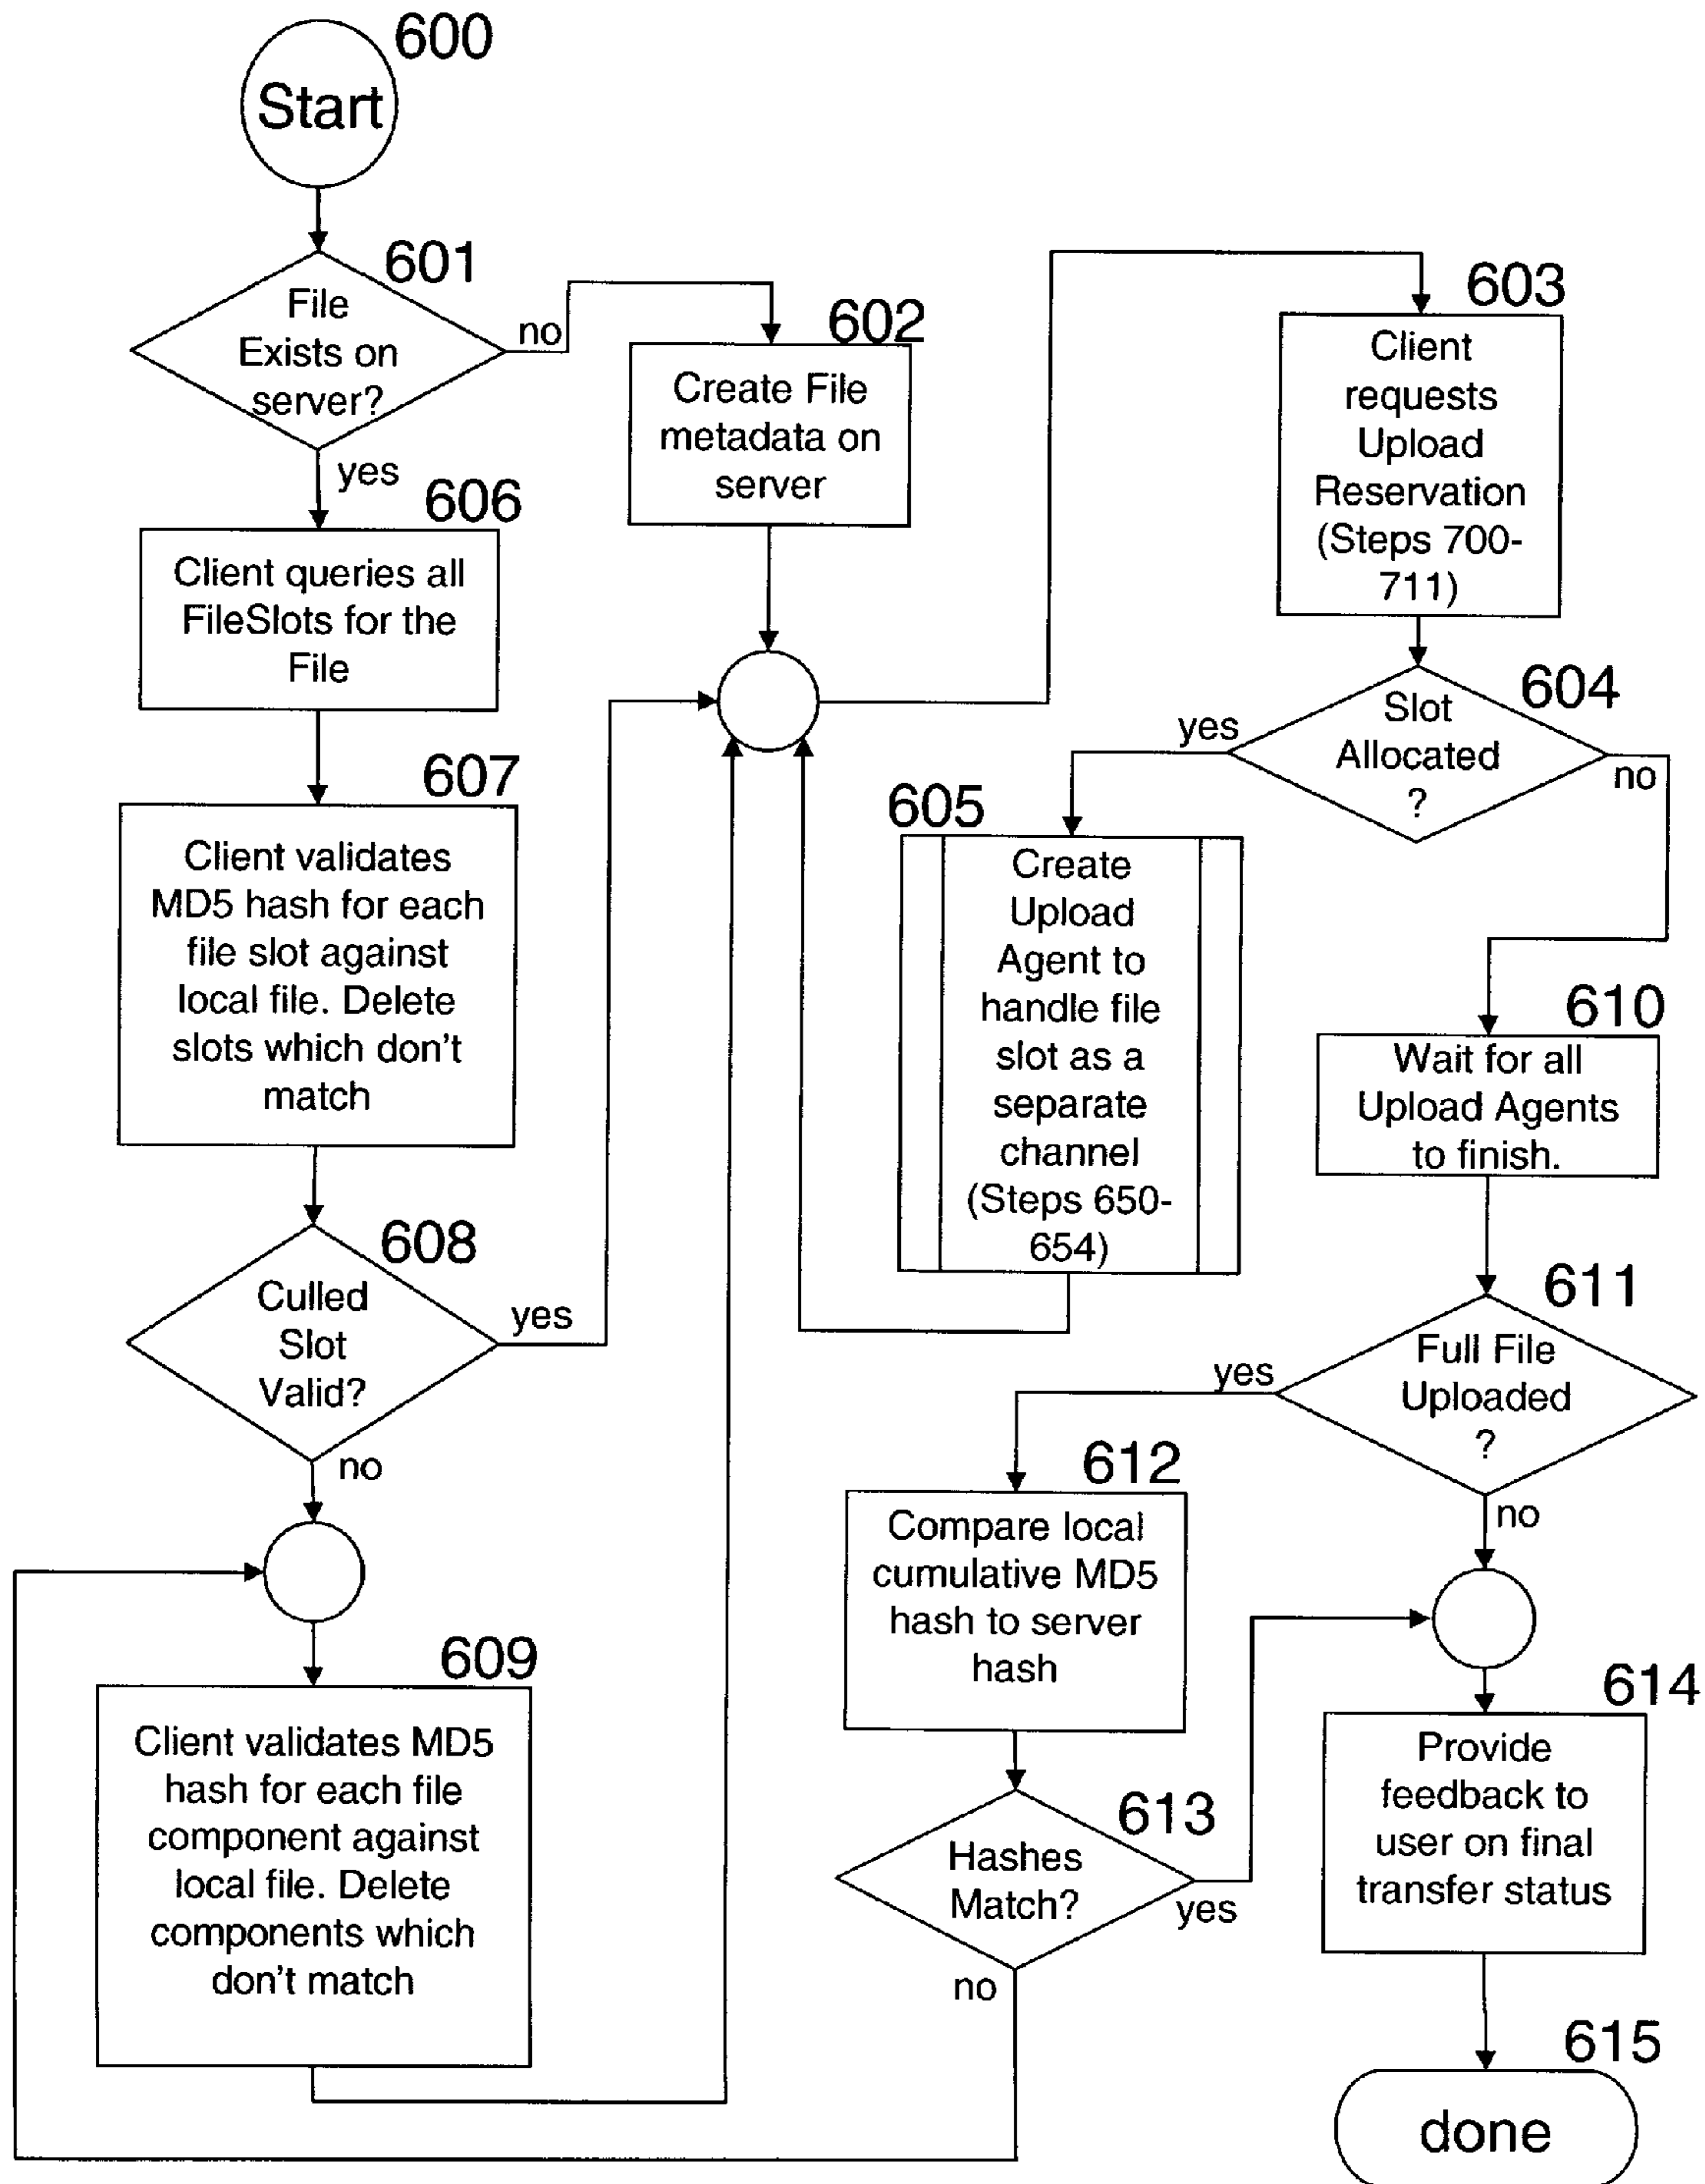 600
Start
601
File
Exists on
server?
no
yes
602
Create File
metadata on
server
603
Client
requests
Upload
Reservation
(Steps 700-
711)
606
Client queries all
FileSlots for the
File
604
Slot
Allocated
?
yes
no
607
Client validates
MD5 hash for each
file slot against
local file. Delete
slots which don't
match
605
Create
Upload
Agent to
handle file
slot as a
separate
channel
(Steps 650-
654)
610
Wait for all
Upload Agents
to finish.
608
Culled
Slot
Valid?
yes
no
611
Full File
Uploaded
?
yes
no
612
Compare local
cumulative MD5
hash to server
hash
609
Client validates MD5
hash for each file
component against
local file. Delete
components which
don't match
613
Hashes
Match?
yes
no
614
Provide
feedback to
user on final
transfer status
615
done